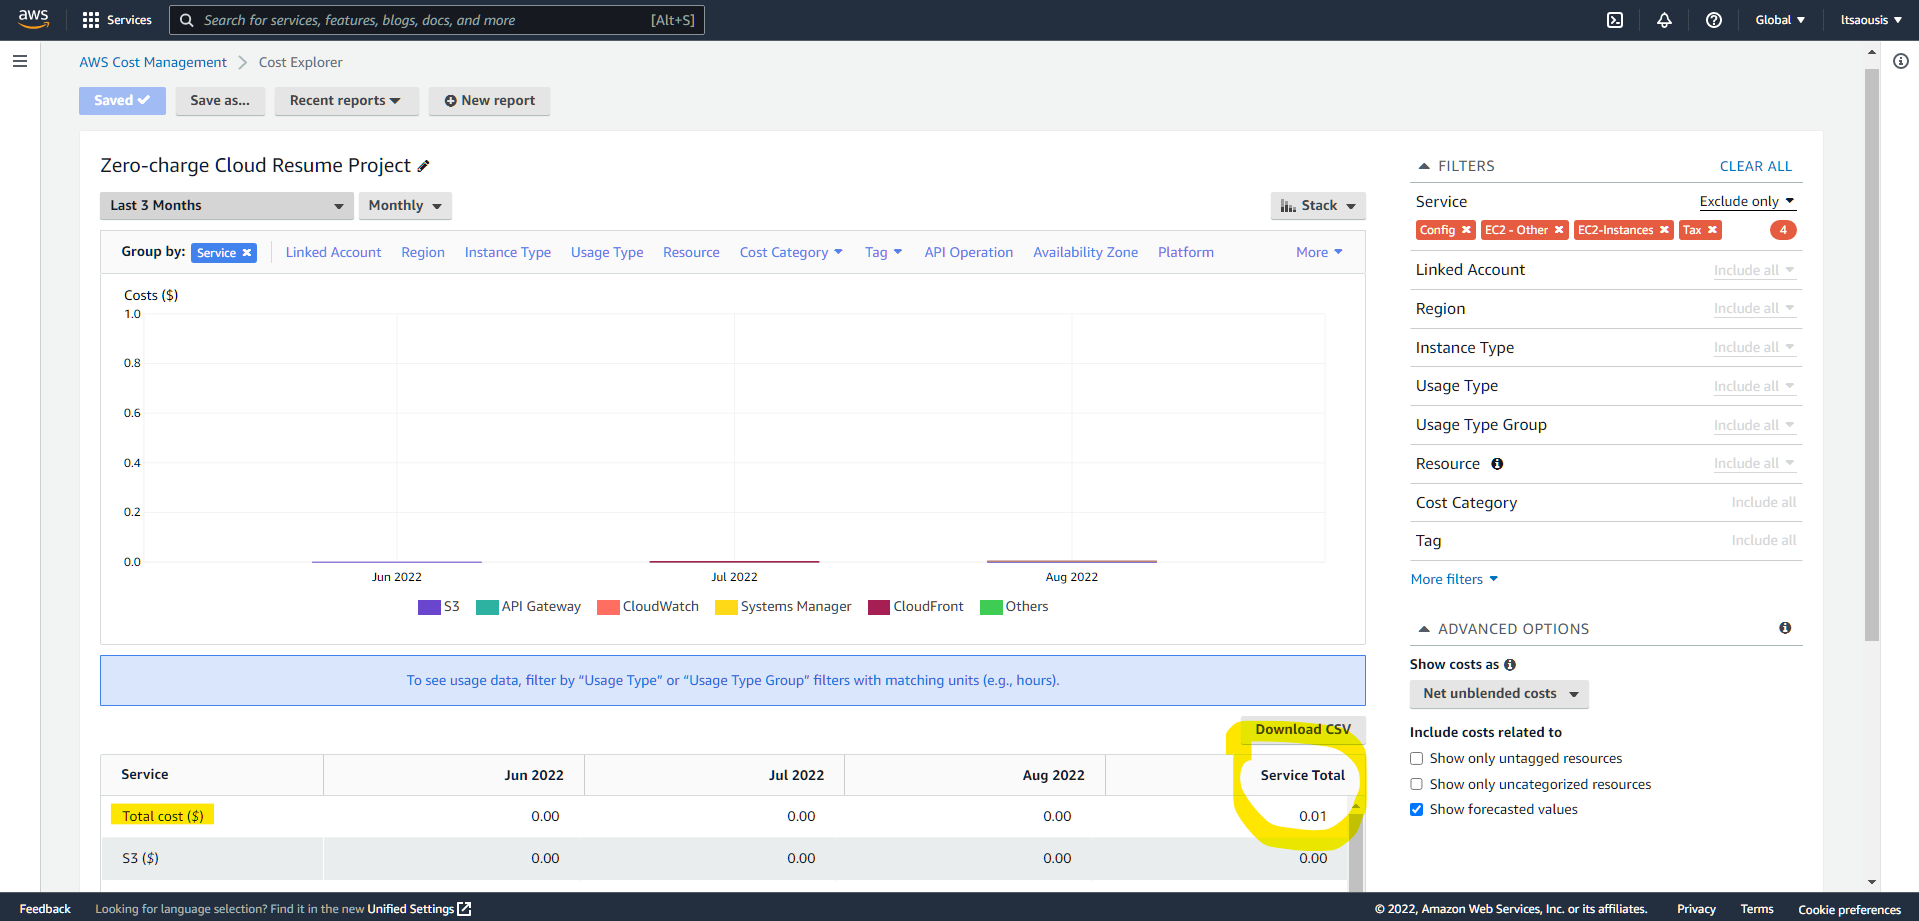 aws Services Search for services, features, blogs, docs, and more [Alt+S] Global ltsaousis
AWS Cost Management Cost Explorer
Saved Save as... Recent reports New report
Zero-charge Cloud Resume Project
Last 3 Months Monthly Stack
Group by: Service Linked Account Region Instance Type Usage Type Resource Cost Category Tag API Operation Availability Zone Platform More
Costs ($)
1.0
0.8
0.6
0.4
0.2
0.0
Jun 2022 Jul 2022 Aug 2022
S3 API Gateway CloudWatch Systems Manager CloudFront Others
To see usage data, filter by “Usage Type” or “Usage Type Group” filters with matching units (e.g., hours).
Download CSV
Service Jun 2022 Jul 2022 Aug 2022 Service Total
Total cost ($) 0.00 0.00 0.00 0.01
S3 ($) 0.00 0.00 0.00 0.00
FILTERS CLEAR ALL
Service Exclude only
Config EC2 - Other EC2-Instances Tax 4
Linked Account Include all
Region Include all
Instance Type Include all
Usage Type Include all
Usage Type Group Include all
Resource Include all
Cost Category Include all
Tag Include all
More filters
ADVANCED OPTIONS
Show costs as
Net unblended costs
Include costs related to
Show only untagged resources
Show only uncategorized resources
Show forecasted values
Feedback Looking for language selection? Find it in the new Unified Settings © 2022, Amazon Web Services, Inc. or its affiliates. Privacy Terms Cookie preferences